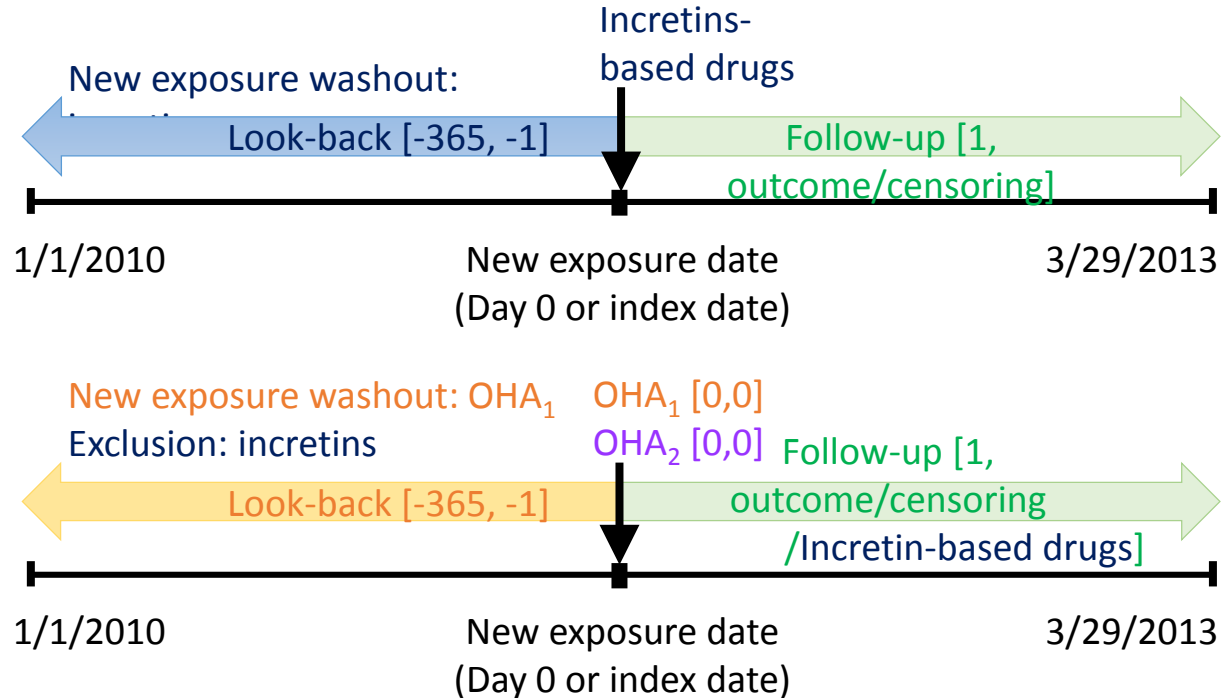 Incretins-
based drugs
New exposure washout:
Look-back [-365, -1]
Follow-up [1,
outcome/censoring]
1/1/2010
New exposure date
(Day 0 or index date)
3/29/2013
New exposure washout: OHA₁
Exclusion: incretins
OHA₁ [0,0]
OHA₂ [0,0]
Look-back [-365, -1]
Follow-up [1,
outcome/censoring
/Incretin-based drugs]
1/1/2010
New exposure date
(Day 0 or index date)
3/29/2013